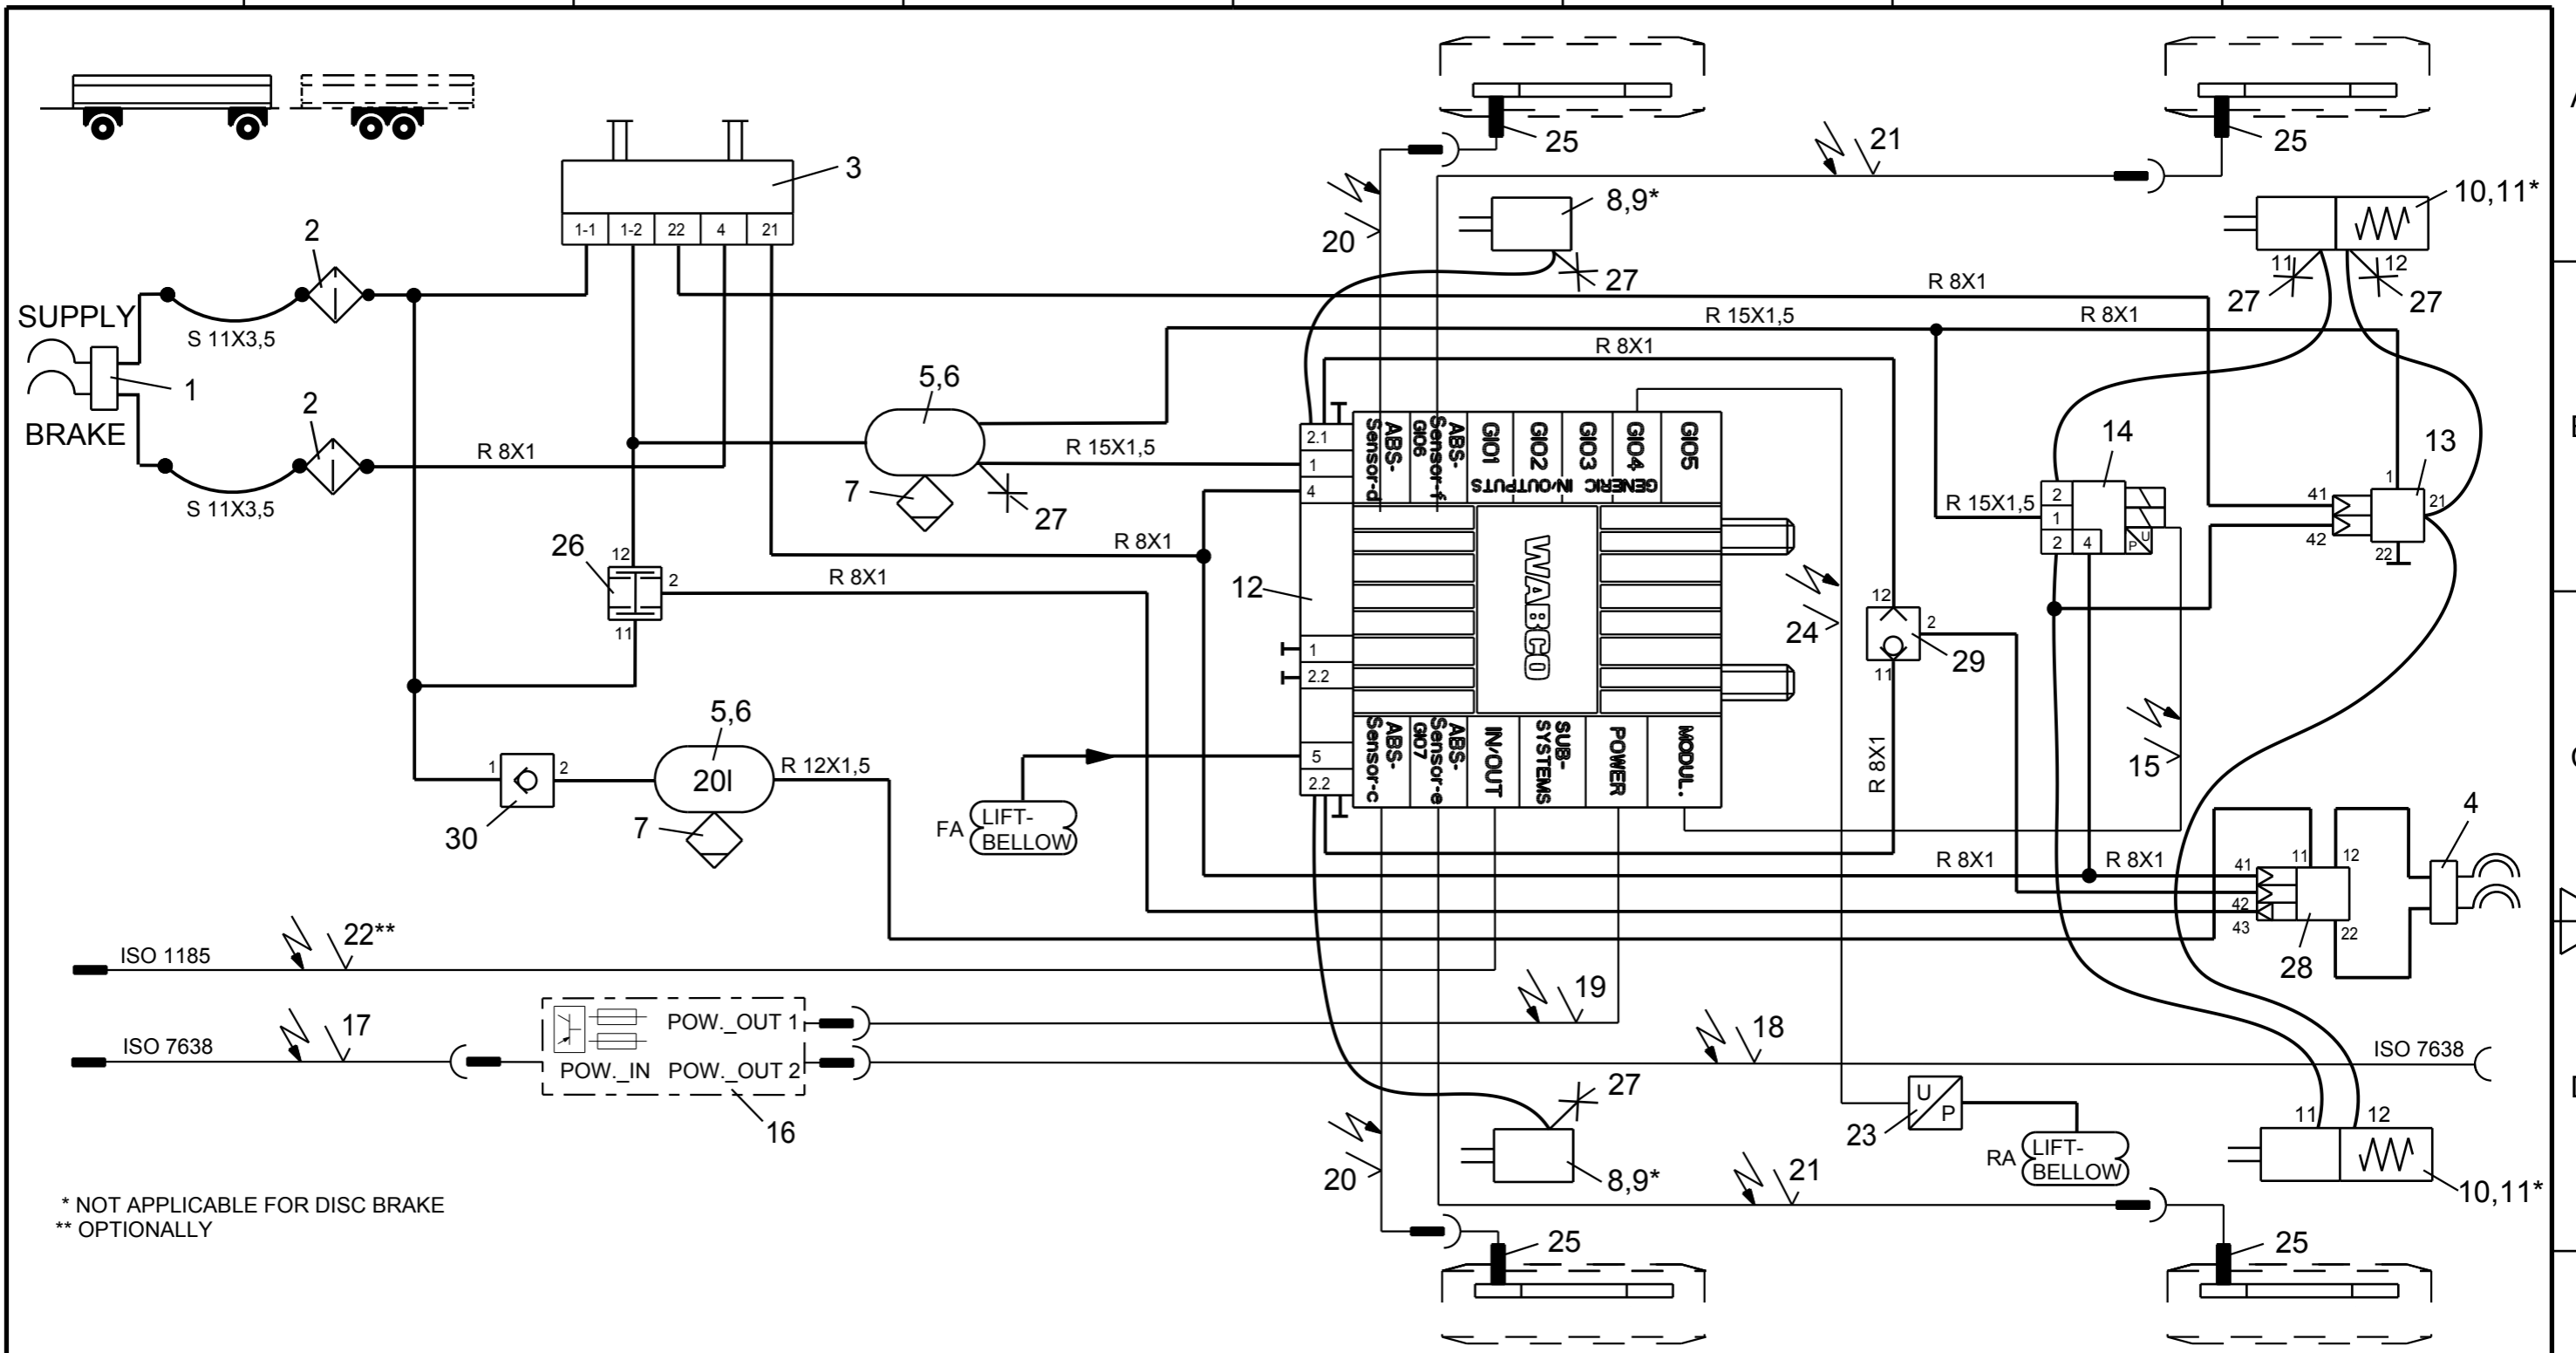 3
1-1 1-2 22 4 21
2
SUPPLY
S 11X3,5
1
BRAKE
2
S 11X3,5
R 8X1
25
21
25
20
8,9*
27
10,11*
11
12
27
27
R 8X1
R 15X1,5
R 8X1
R 8X1
5,6
R 15X1,5
7
27
R 8X1
26
12
2
11
R 8X1
12
2.1
1
4
1
2.2
5
2.2
ABS-
Sensor-d
ABS-
Sensor-f
GIO6
GIO1
GIO2
GIO3
GIO4
GIO5
GENERIC IN/OUTPUTS
WABCO
ABS-
Sensor-c
ABS-
Sensor-e
GIO7
IN/OUT
SUB-
SYSTEMS
POWER
MODUL.
24
12
2
11
29
R 8X1
14
R 15X1,5
2
1
2
4
U
P
15
13
1
41
42
21
22
1
2
30
5,6
20l
R 12X1,5
7
FA
LIFT-
BELLOW
R 8X1
R 8X1
41
42
43
11
12
22
28
4
ISO 1185
22**
ISO 7638
17
POW._IN
POW._OUT 1
POW._OUT 2
16
19
18
ISO 7638
20
27
8,9*
U
P
23
RA
LIFT-
BELLOW
21
11
12
10,11*
25
25
* NOT APPLICABLE FOR DISC BRAKE
** OPTIONALLY